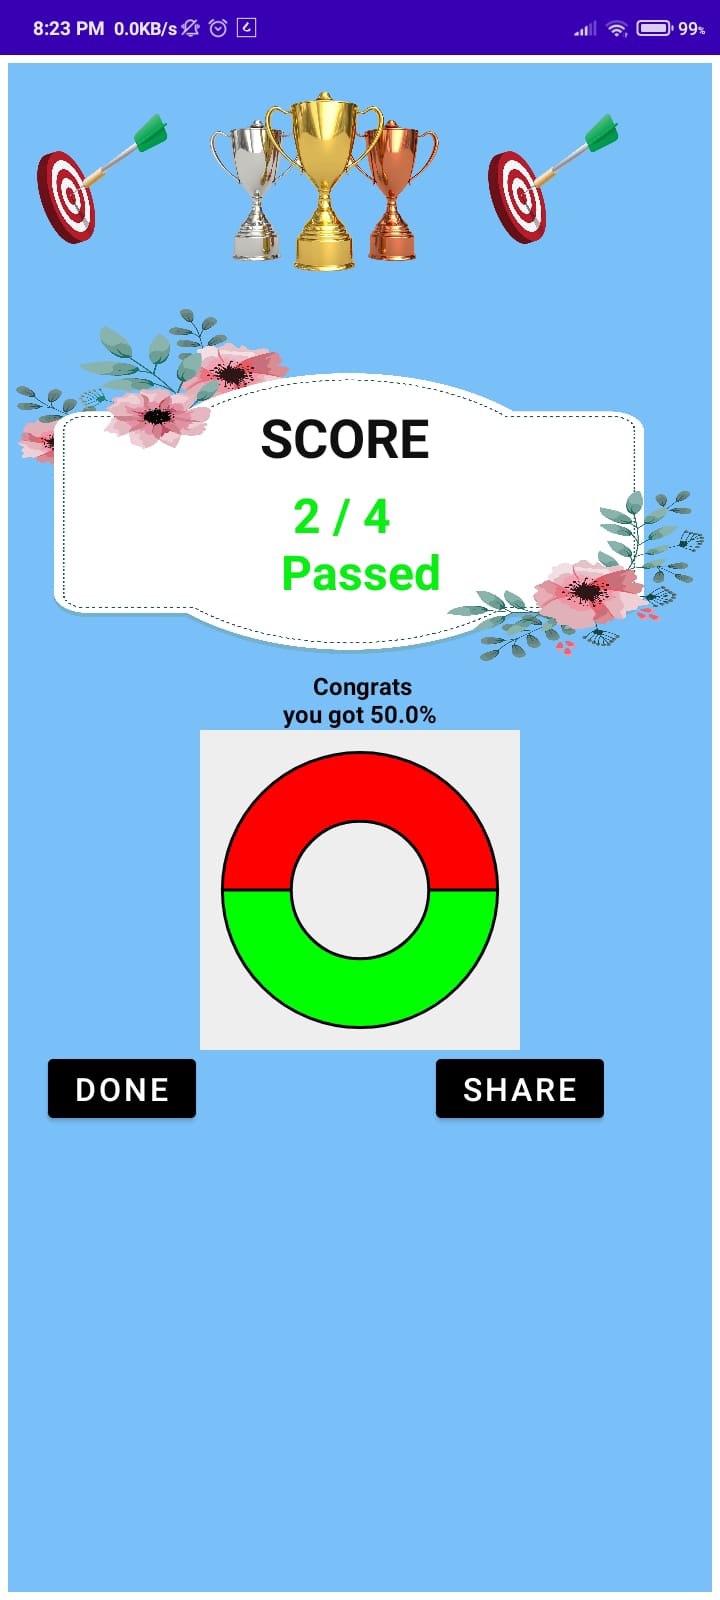 8:23 PM 0.0KB/s 99%
SCORE
2 / 4
Passed
Congrats
you got 50.0%
DONE
SHARE